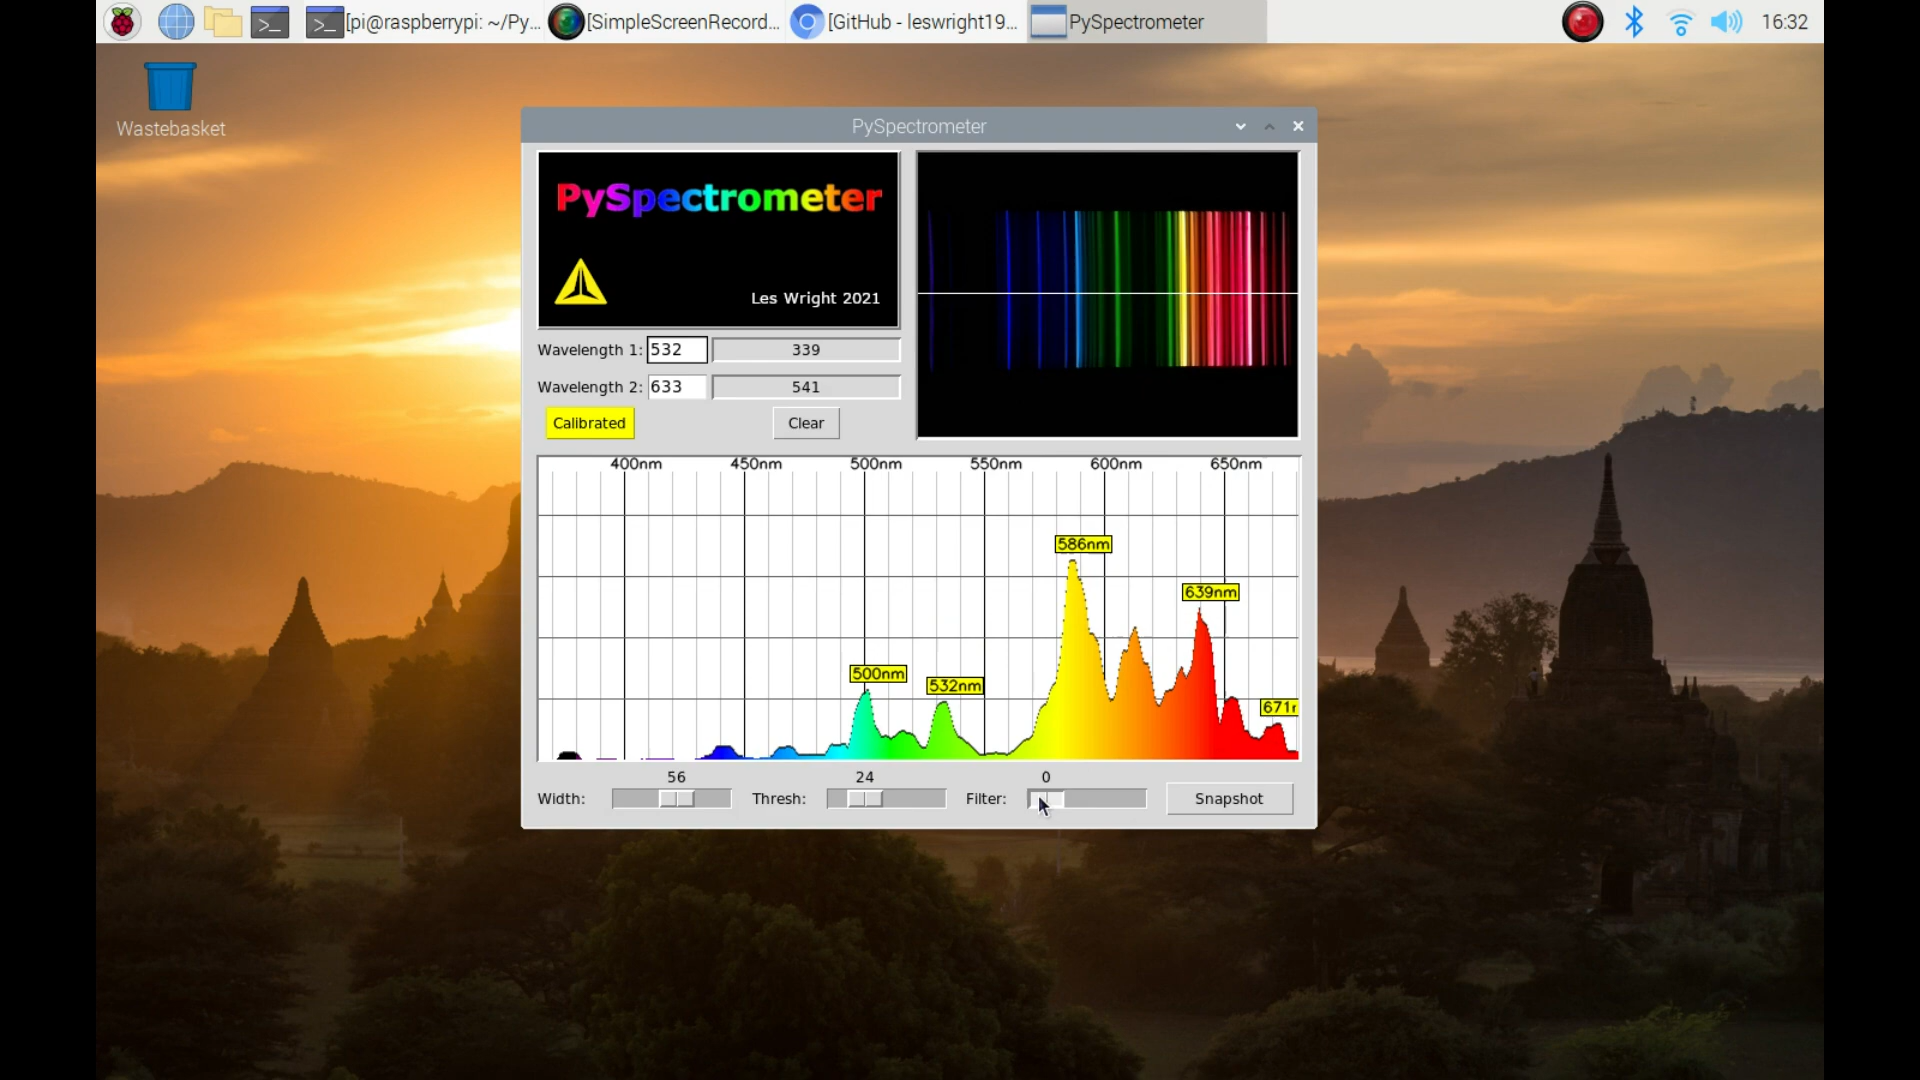 [pi@raspberrypi: ~/Py...
[SimpleScreenRecord...
[GitHub - leswright19...
PySpectrometer
16:32
Wastebasket
PySpectrometer
PySpectrometer
Les Wright 2021
Wavelength 1: 532 339
Wavelength 2: 633 541
Calibrated Clear
400nm 450nm 500nm 550nm 600nm 650nm
586nm
639nm
500nm
532nm
671n
56 24 0
Width: Thresh: Filter: Snapshot